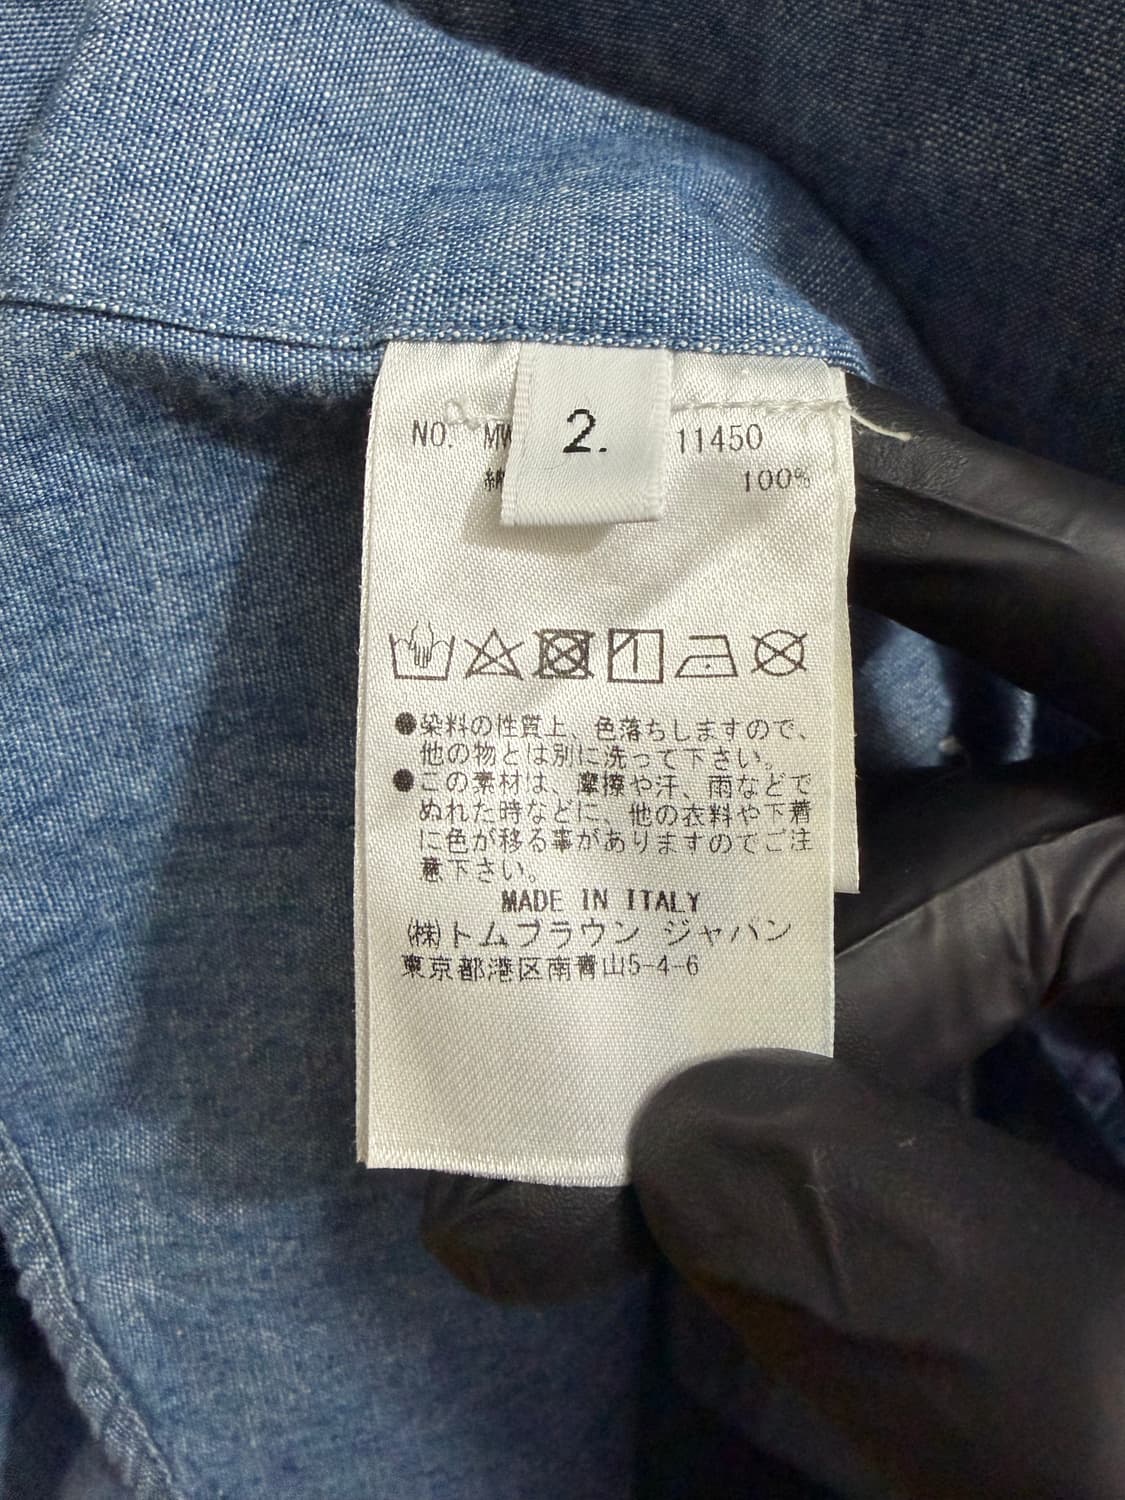 2.
NO. MW 11450
綿 100%
●染料の性質上、色落ちしますので、
他の物とは別に洗って下さい。
●この素材は、摩擦や汗、雨などで
ぬれた時などに、他の衣料や下着
に色が移る事がありますのでご注
意下さい。
MADE IN ITALY
(株)トムブラウン ジャパン
東京都港区南青山5-4-6